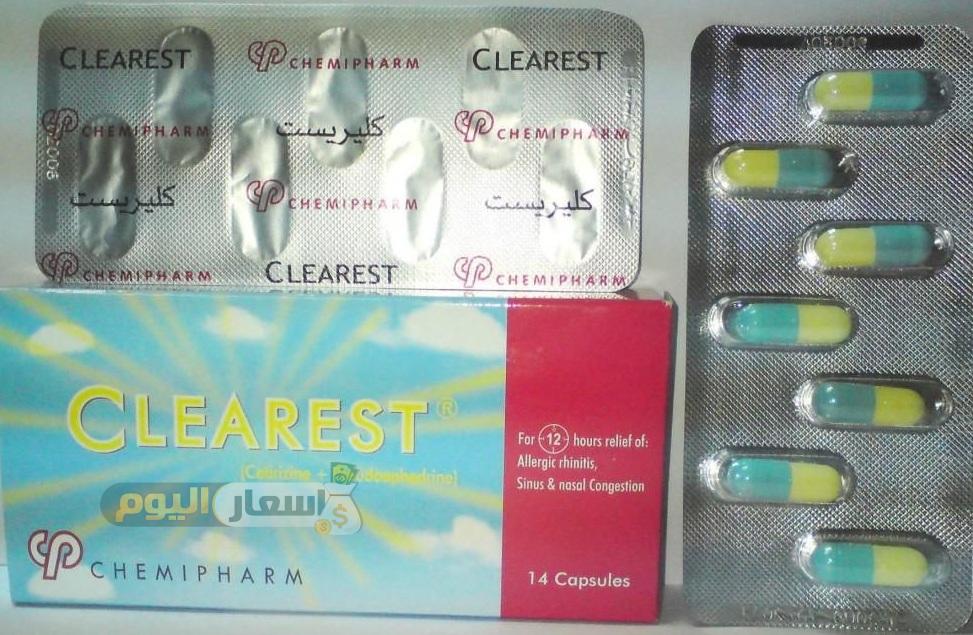 CLEAREST
CHEMIPHARM
CLEAREST
CHEMIPHARM
كليريست
CHEMIPHARM
كليريست
CHEMIPHARM
كليريست
CHEMIPHARM
CLEAREST
CHEMIPHARM
CLEAREST®
(Cetirizine +
اسعار اليوم
CHEMIPHARM
For 12 hours relief of:
Allergic rhinitis,
Sinus & nasal Congestion
14 Capsules